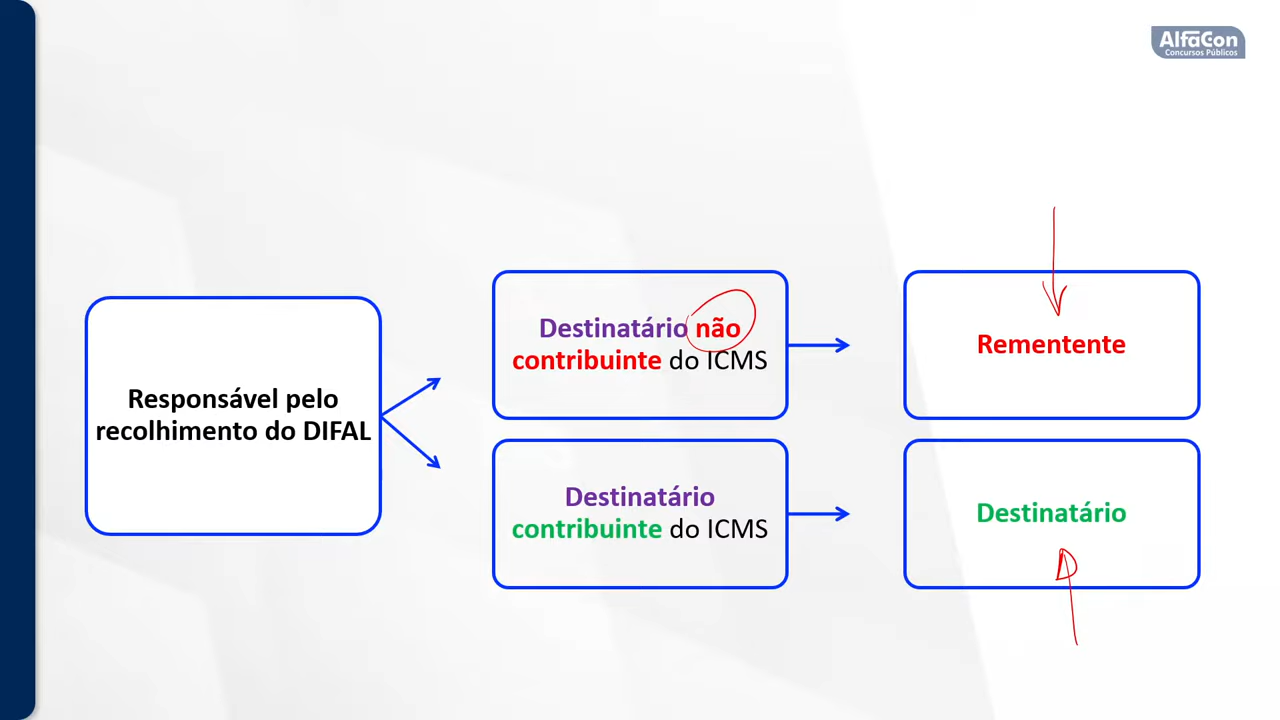 AlfaCon
Concursos Públicos
Responsável pelo
recolhimento do DIFAL
Destinatário não
contribuinte do ICMS
Rementente
Destinatário
contribuinte do ICMS
Destinatário